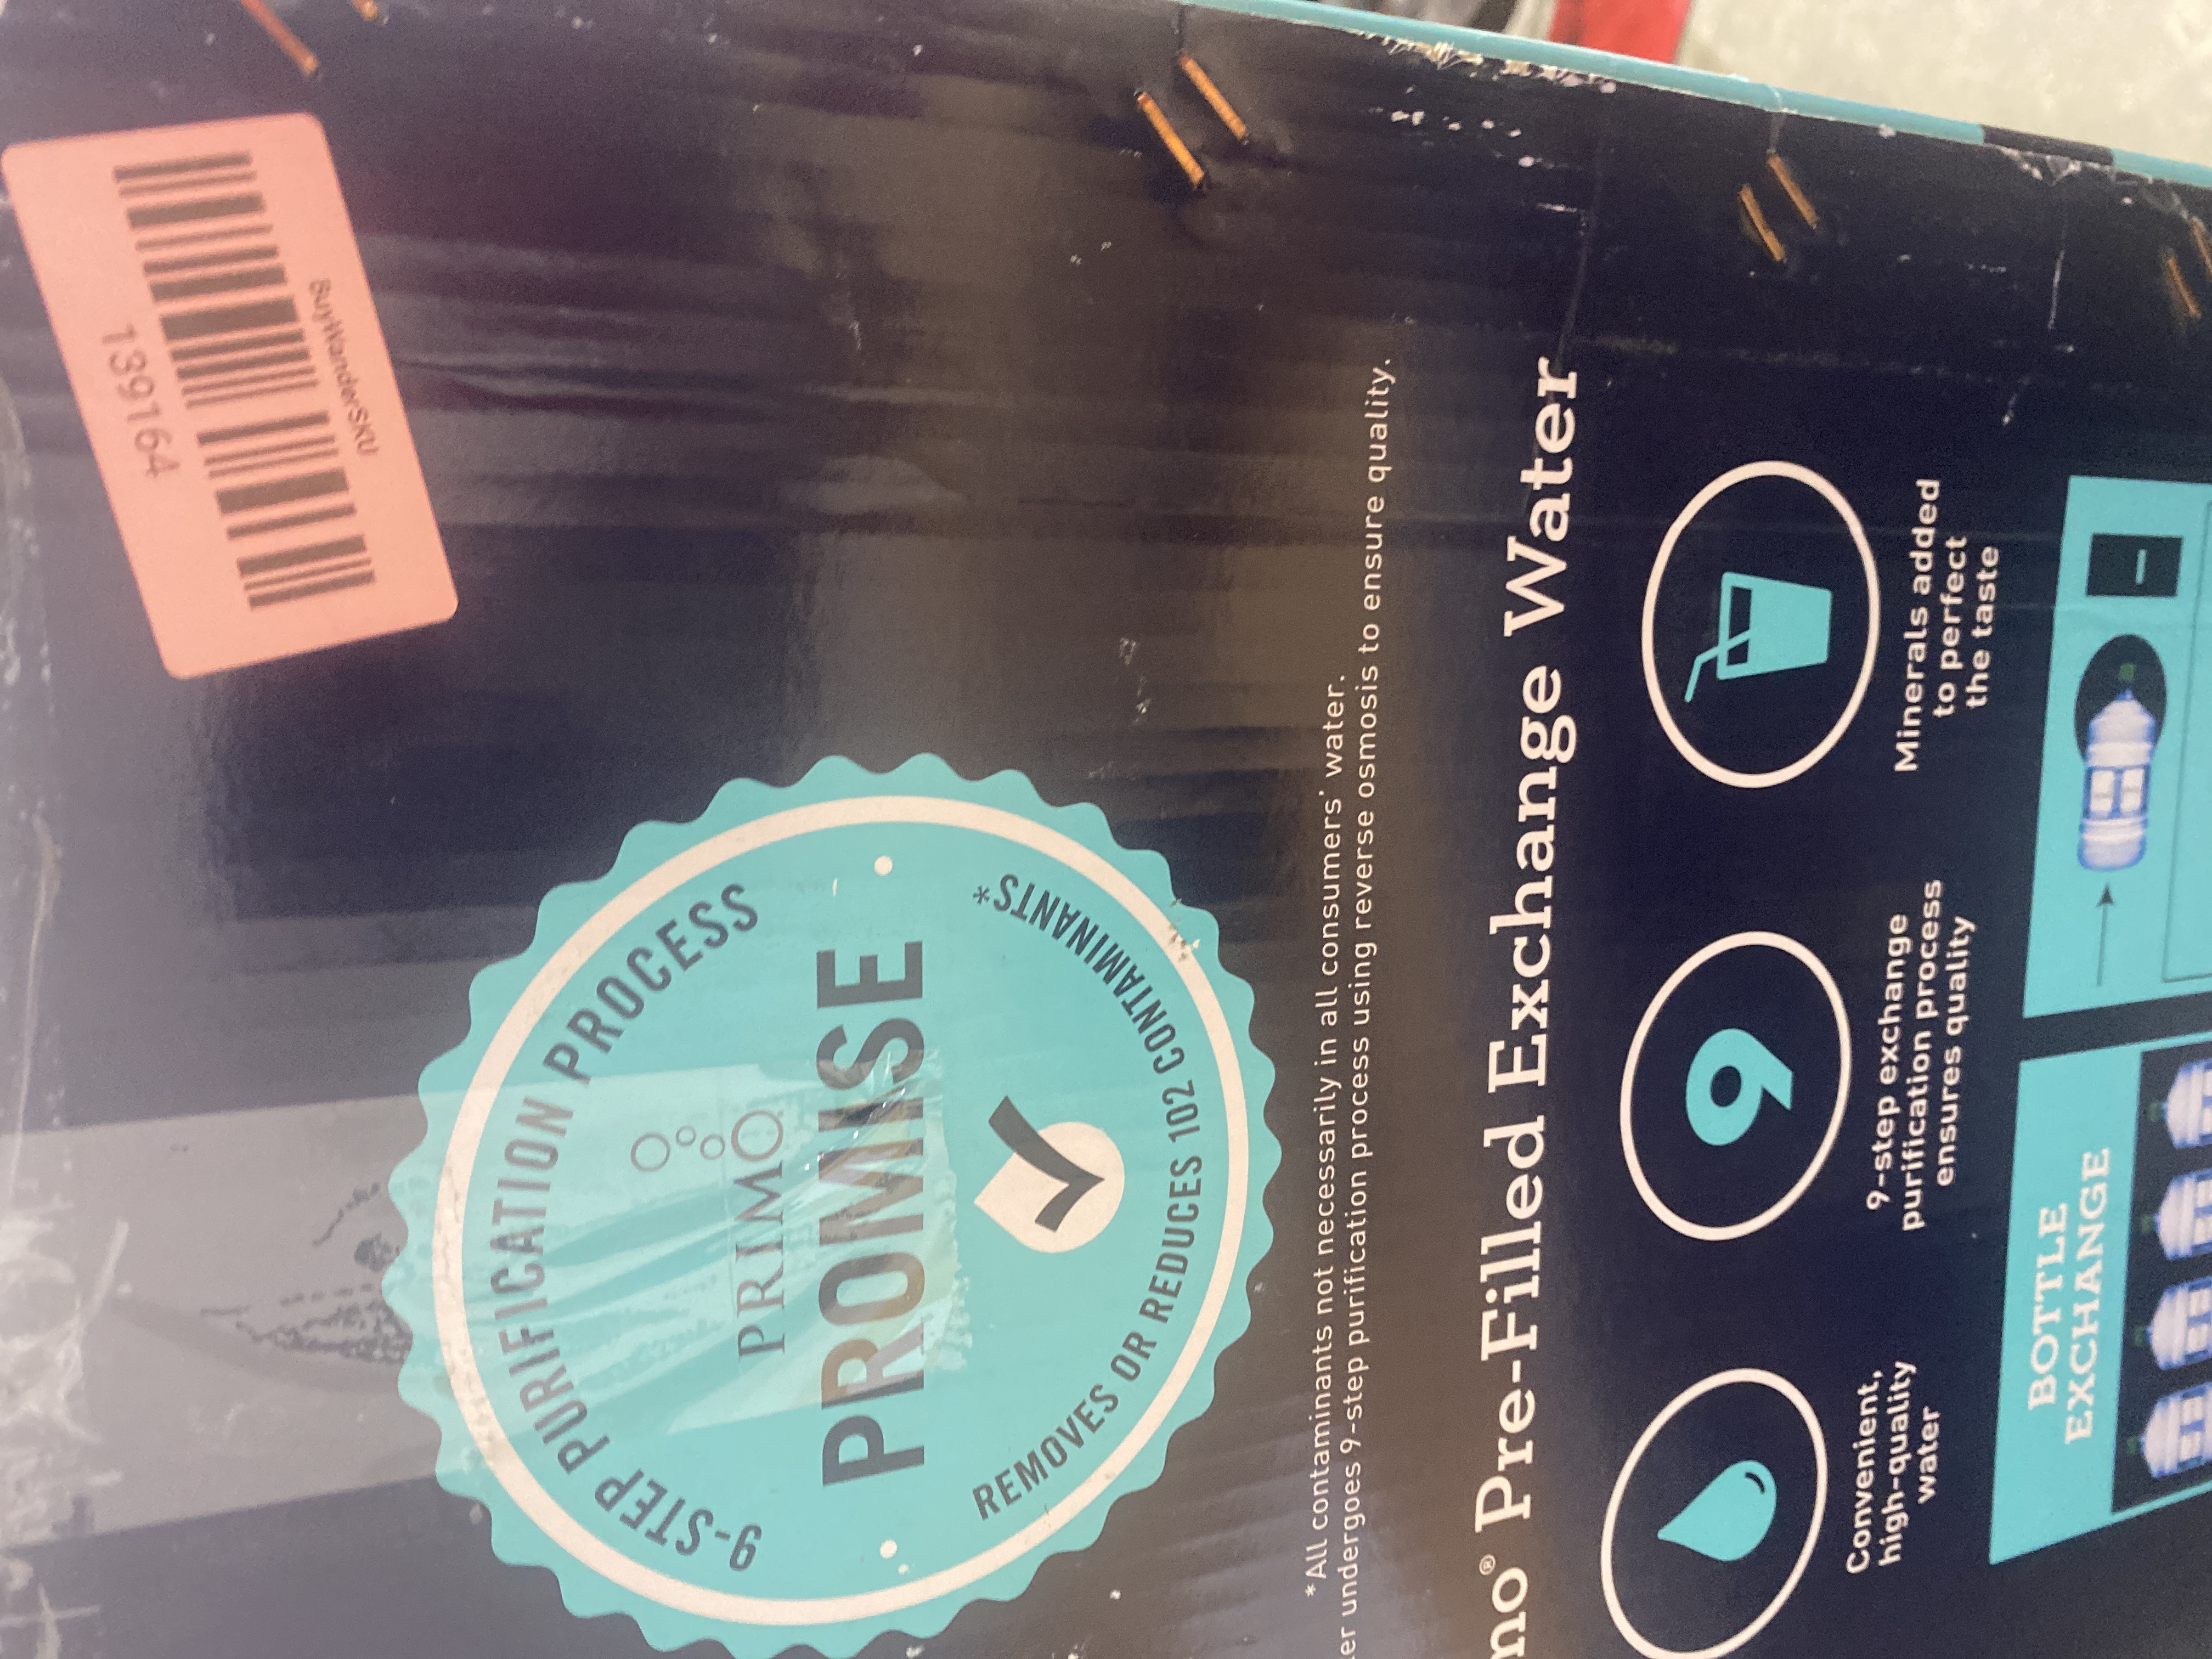 BuyWanderSKU
139164
9-STEP PURIFICATION PROCESS
PRIMO
PROMISE
REMOVES OR REDUCES 102 CONTAMINANTS*
*All contaminants not necessarily in all consumers' water.
undergoes 9-step purification process using reverse osmosis to ensure quality.
Pre-Filled Exchange Water
Convenient,
high-quality
water
9
9-step exchange
purification process
ensures quality
Minerals added
to perfect
the taste
BOTTLE
EXCHANGE